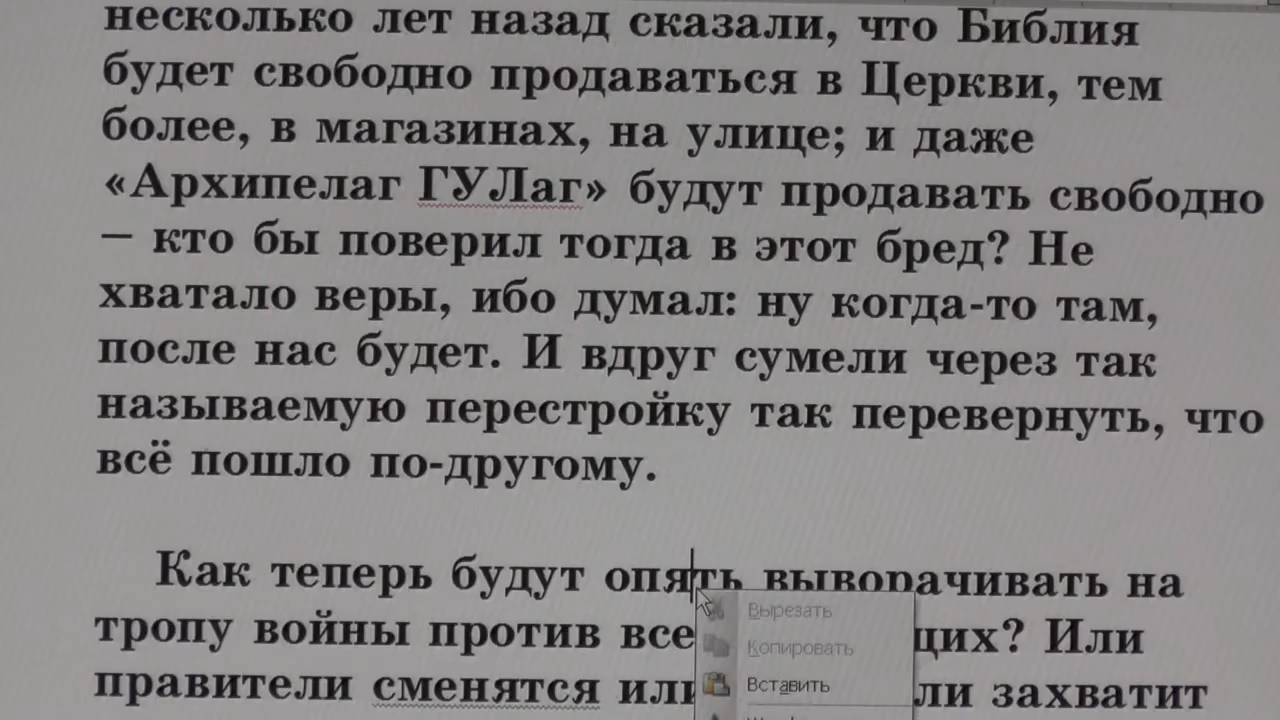 несколько лет назад сказали, что Библия
будет свободно продаваться в Церкви, тем
более, в магазинах, на улице; и даже
«Архипелаг ГУЛаг» будут продавать свободно
– кто бы поверил тогда в этот бред? Не
хватало веры, ибо думал: ну когда-то там,
после нас будет. И вдруг сумели через так
называемую перестройку так перевернуть, что
всё пошло по-другому.
Как теперь будут опять выворачивать на
тропу войны против все щих? Или
правители сменятся или ли захватит
Вырезать
Копировать
Вставить